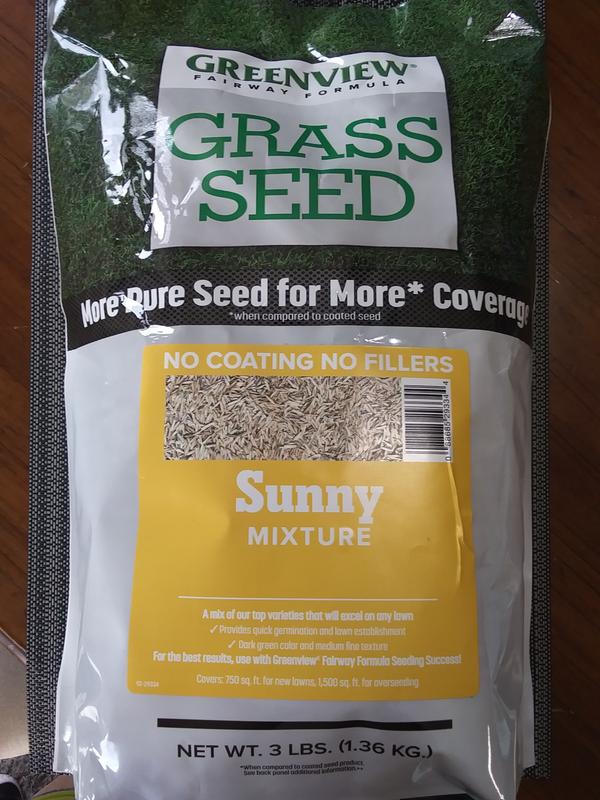 GREENVIEW®
FAIRWAY FORMULA
GRASS
SEED
More Pure Seed for More* Coverage
*when compared to coated seed
NO COATING NO FILLERS
Sunny
MIXTURE
A mix of our top varieties that will excel on any lawn
✓ Provides quick germination and lawn establishment
✓ Dark green color and medium fine texture
For the best results, use with Greenview® Fairway Formula Seeding Success!
Covers: 750 sq. ft. for new lawns, 1,500 sq. ft. for overseeding
NET WT. 3 LBS. (1.36 KG.)
*When compared to coated seed product.
See back panel additional information.**